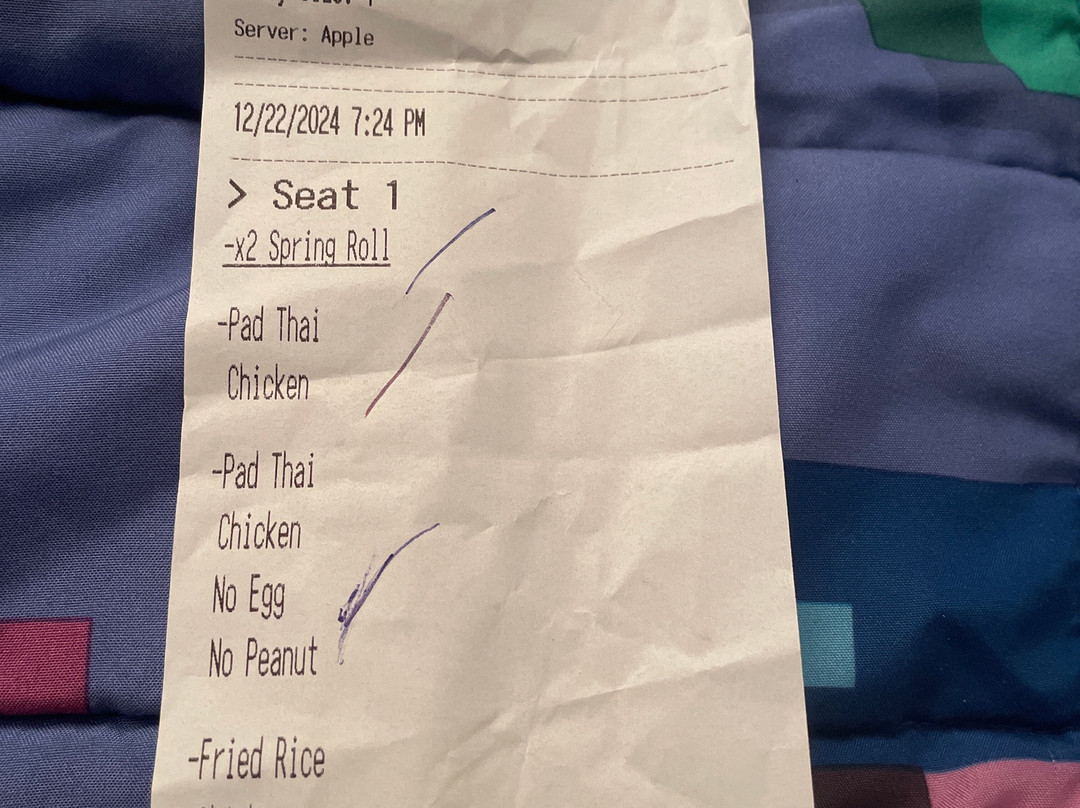 Server: Apple
12/22/2024 7:24 PM
> Seat 1
-x2 Spring Roll
-Pad Thai
Chicken
-Pad Thai
Chicken
No Egg
No Peanut
-Fried Rice